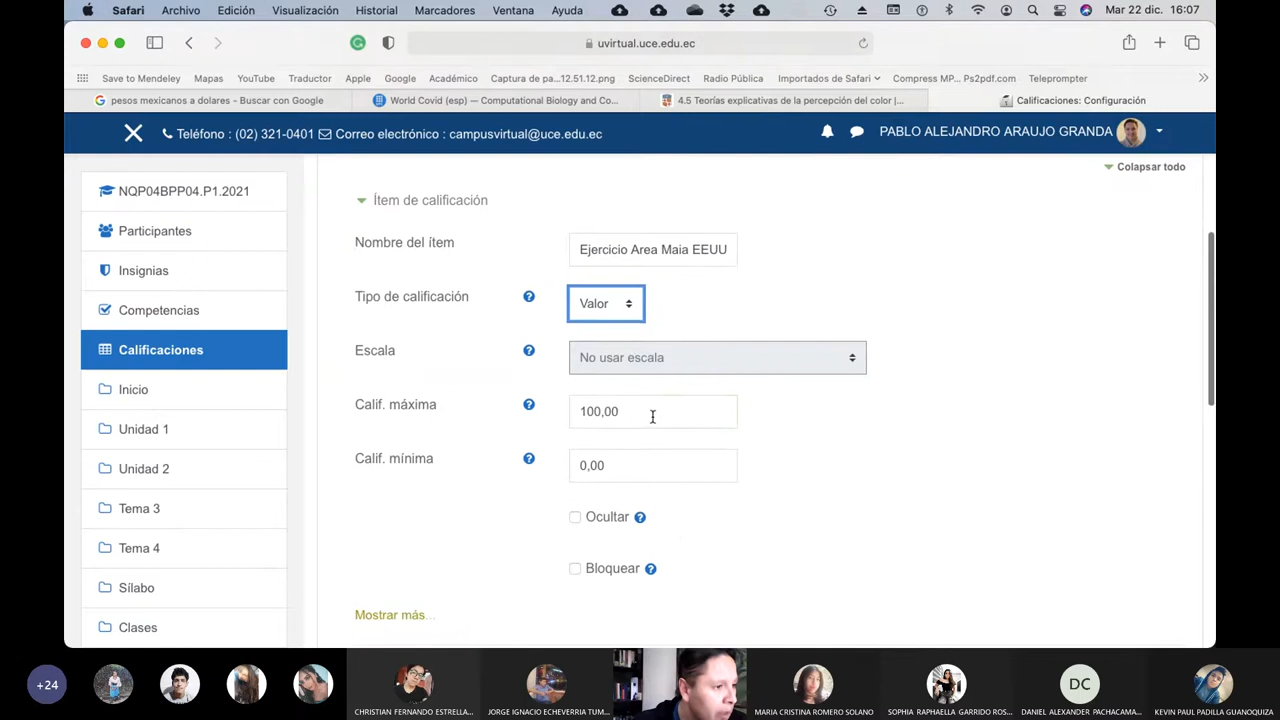 Safari Archivo Edición Visualización Historial Marcadores Ventana Ayuda Mar 22 dic. 16:07
uvirtual.uce.edu.ec
Save to Mendeley Mapas YouTube Traductor Apple Google Académico Captura de pa...12.51.12.png ScienceDirect Radio Pública Importados de Safari Compress MP... Ps2pdf.com Teleprompter
pesos mexicanos a dolares - Buscar con Google World Covid (esp) — Computational Biology and Co... 4.5 Teorías explicativas de la percepción del color |... Calificaciones: Configuración
Teléfono : (02) 321-0401 Correo electrónico : campusvirtual@uce.edu.ec PABLO ALEJANDRO ARAUJO GRANDA
Colapsar todo
NQP04BPP04.P1.2021
Participantes
Insignias
Competencias
Calificaciones
Inicio
Unidad 1
Unidad 2
Tema 3
Tema 4
Sílabo
Clases
Ítem de calificación
Nombre del ítem Ejercicio Area Maia EEUU
Tipo de calificación Valor
Escala No usar escala
Calif. máxima 100,00
Calif. mínima 0,00
Ocultar
Bloquear
Mostrar más...
+24 DC
CHRISTIAN FERNANDO ESTRELLA... JORGE IGNACIO ECHEVERRIA TUM... MARIA CRISTINA ROMERO SOLANO SOPHIA RAPHAELLA GARRIDO ROS... DANIEL ALEXANDER PACHACAMA... KEVIN PAUL PADILLA GUANOQUIZA